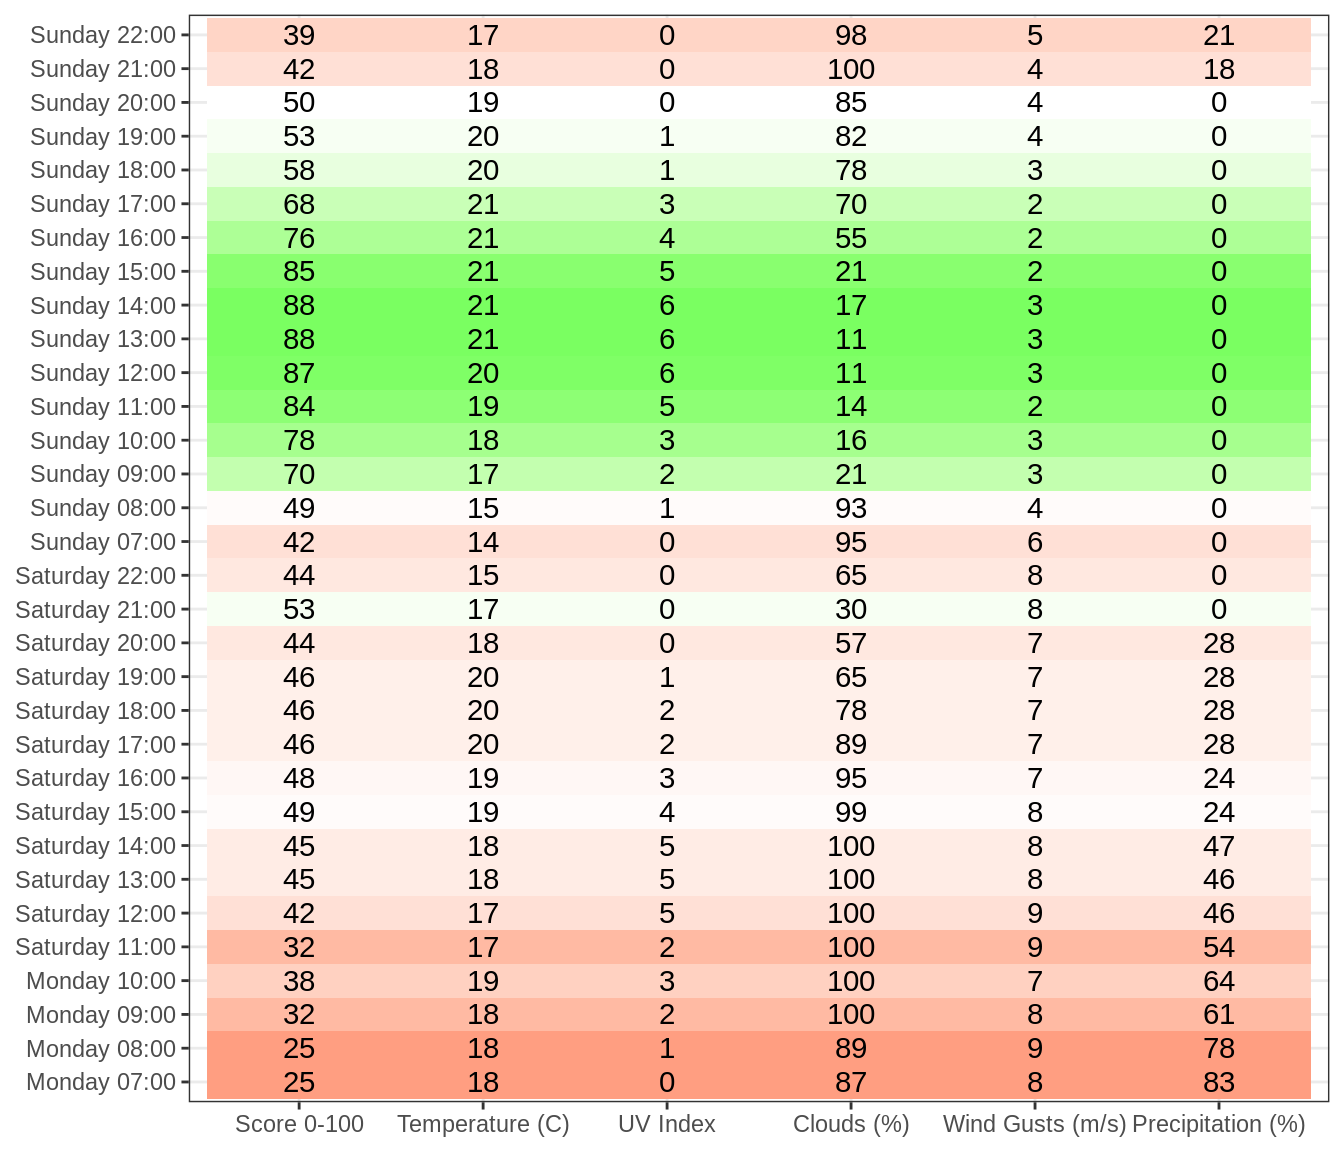 Sunday 22:00 39 17 0 98 5 21
Sunday 21:00 42 18 0 100 4 18
Sunday 20:00 50 19 0 85 4 0
Sunday 19:00 53 20 1 82 4 0
Sunday 18:00 58 20 1 78 3 0
Sunday 17:00 68 21 3 70 2 0
Sunday 16:00 76 21 4 55 2 0
Sunday 15:00 85 21 5 21 2 0
Sunday 14:00 88 21 6 17 3 0
Sunday 13:00 88 21 6 11 3 0
Sunday 12:00 87 20 6 11 3 0
Sunday 11:00 84 19 5 14 2 0
Sunday 10:00 78 18 3 16 3 0
Sunday 09:00 70 17 2 21 3 0
Sunday 08:00 49 15 1 93 4 0
Sunday 07:00 42 14 0 95 6 0
Saturday 22:00 44 15 0 65 8 0
Saturday 21:00 53 17 0 30 8 0
Saturday 20:00 44 18 0 57 7 28
Saturday 19:00 46 20 1 65 7 28
Saturday 18:00 46 20 2 78 7 28
Saturday 17:00 46 20 2 89 7 28
Saturday 16:00 48 19 3 95 7 24
Saturday 15:00 49 19 4 99 8 24
Saturday 14:00 45 18 5 100 8 47
Saturday 13:00 45 18 5 100 8 46
Saturday 12:00 42 17 5 100 9 46
Saturday 11:00 32 17 2 100 9 54
Monday 10:00 38 19 3 100 7 64
Monday 09:00 32 18 2 100 8 61
Monday 08:00 25 18 1 89 9 78
Monday 07:00 25 18 0 87 8 83
Score 0-100 Temperature (C) UV Index Clouds (%) Wind Gusts (m/s) Precipitation (%)